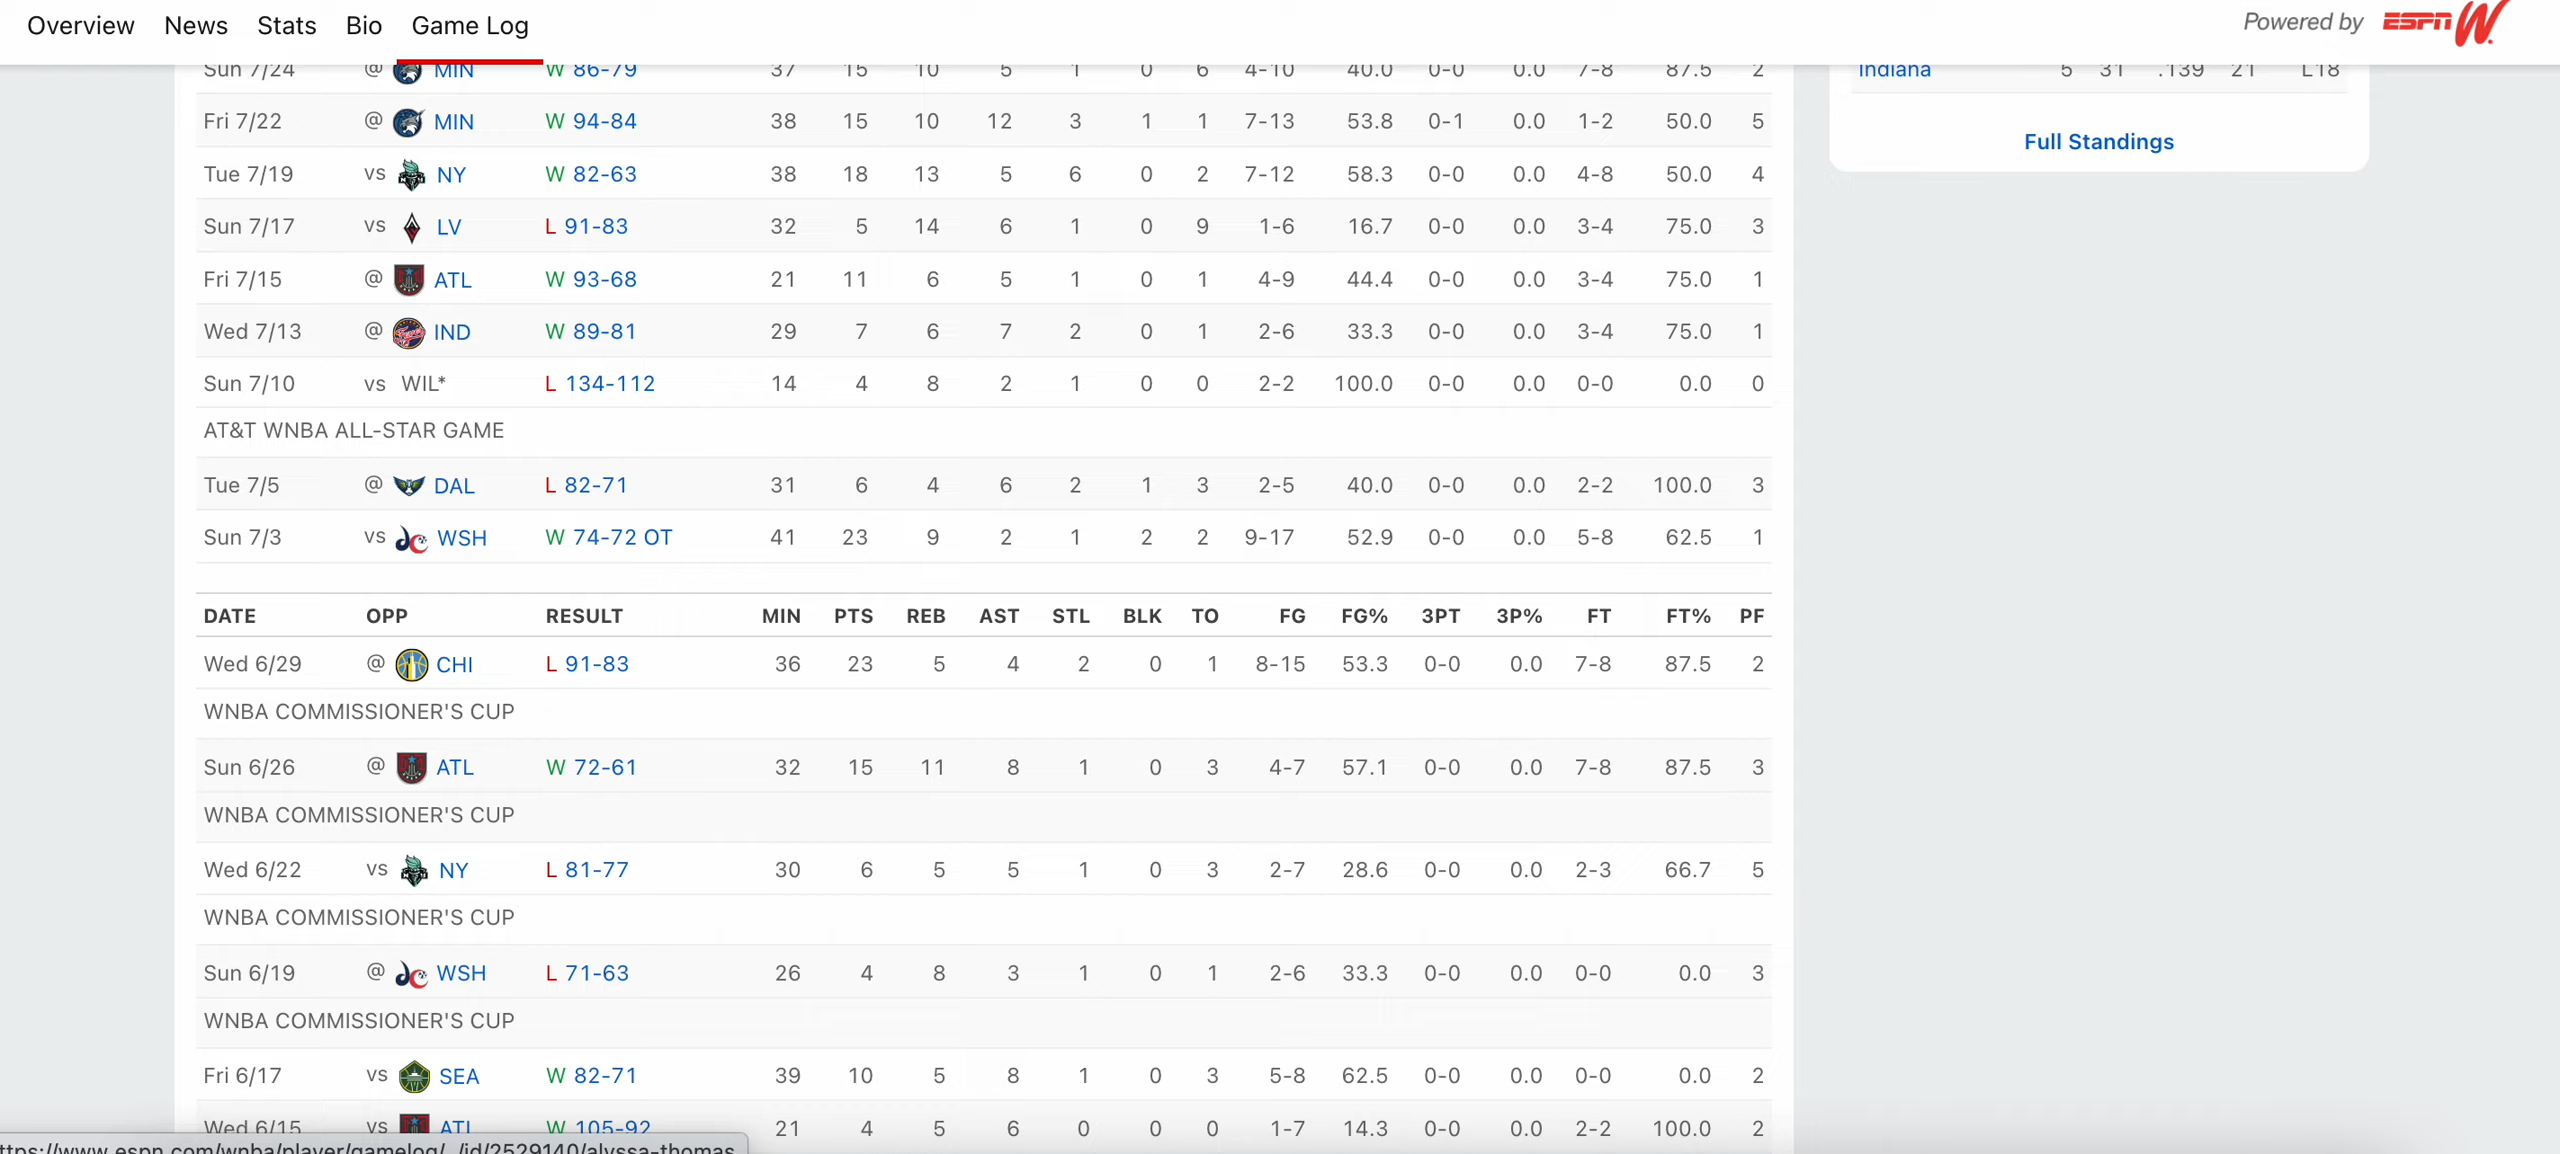 Overview News Stats Bio Game Log Powered by ESPN W
Sun 7/24 @ MIN W 86-79 37 15 10 5 1 0 6 4-10 40.0 0-0 0.0 7-8 87.5 2
Indiana 5 31 .139 21 L18
Fri 7/22 @ MIN W 94-84 38 15 10 12 3 1 1 7-13 53.8 0-1 0.0 1-2 50.0 5
Full Standings
Tue 7/19 vs NY W 82-63 38 18 13 5 6 0 2 7-12 58.3 0-0 0.0 4-8 50.0 4
Sun 7/17 vs LV L 91-83 32 5 14 6 1 0 9 1-6 16.7 0-0 0.0 3-4 75.0 3
Fri 7/15 @ ATL W 93-68 21 11 6 5 1 0 1 4-9 44.4 0-0 0.0 3-4 75.0 1
Wed 7/13 @ IND W 89-81 29 7 6 7 2 0 1 2-6 33.3 0-0 0.0 3-4 75.0 1
Sun 7/10 vs WIL* L 134-112 14 4 8 2 1 0 0 2-2 100.0 0-0 0.0 0-0 0.0 0
AT&T WNBA ALL-STAR GAME
Tue 7/5 @ DAL L 82-71 31 6 4 6 2 1 3 2-5 40.0 0-0 0.0 2-2 100.0 3
Sun 7/3 vs WSH W 74-72 OT 41 23 9 2 1 2 2 9-17 52.9 0-0 0.0 5-8 62.5 1
DATE OPP RESULT MIN PTS REB AST STL BLK TO FG FG% 3PT 3P% FT FT% PF
Wed 6/29 @ CHI L 91-83 36 23 5 4 2 0 1 8-15 53.3 0-0 0.0 7-8 87.5 2
WNBA COMMISSIONER'S CUP
Sun 6/26 @ ATL W 72-61 32 15 11 8 1 0 3 4-7 57.1 0-0 0.0 7-8 87.5 3
WNBA COMMISSIONER'S CUP
Wed 6/22 vs NY L 81-77 30 6 5 5 1 0 3 2-7 28.6 0-0 0.0 2-3 66.7 5
WNBA COMMISSIONER'S CUP
Sun 6/19 @ WSH L 71-63 26 4 8 3 1 0 1 2-6 33.3 0-0 0.0 0-0 0.0 3
WNBA COMMISSIONER'S CUP
Fri 6/17 vs SEA W 82-71 39 10 5 8 1 0 3 5-8 62.5 0-0 0.0 0-0 0.0 2
Wed 6/15 vs ATL W 105-92 21 4 5 6 0 0 0 1-7 14.3 0-0 0.0 2-2 100.0 2
ttps://www.espn.com/wnba/player/gamelog/_/id/2529140/alyssa-thomas